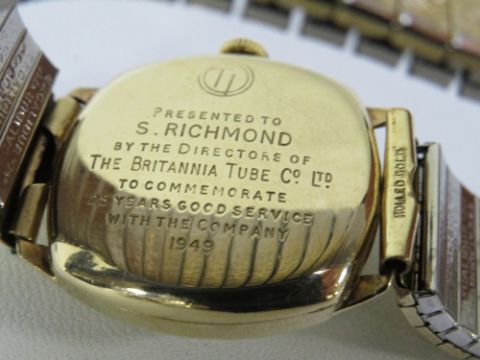 PRESENTED TO
S. RICHMOND
BY THE DIRECTORS OF
THE BRITANNIA TUBE Co LTD
TO COMMEMORATE
25 YEARS GOOD SERVICE
WITH THE COMPANY
1949
ROLLED GOLD